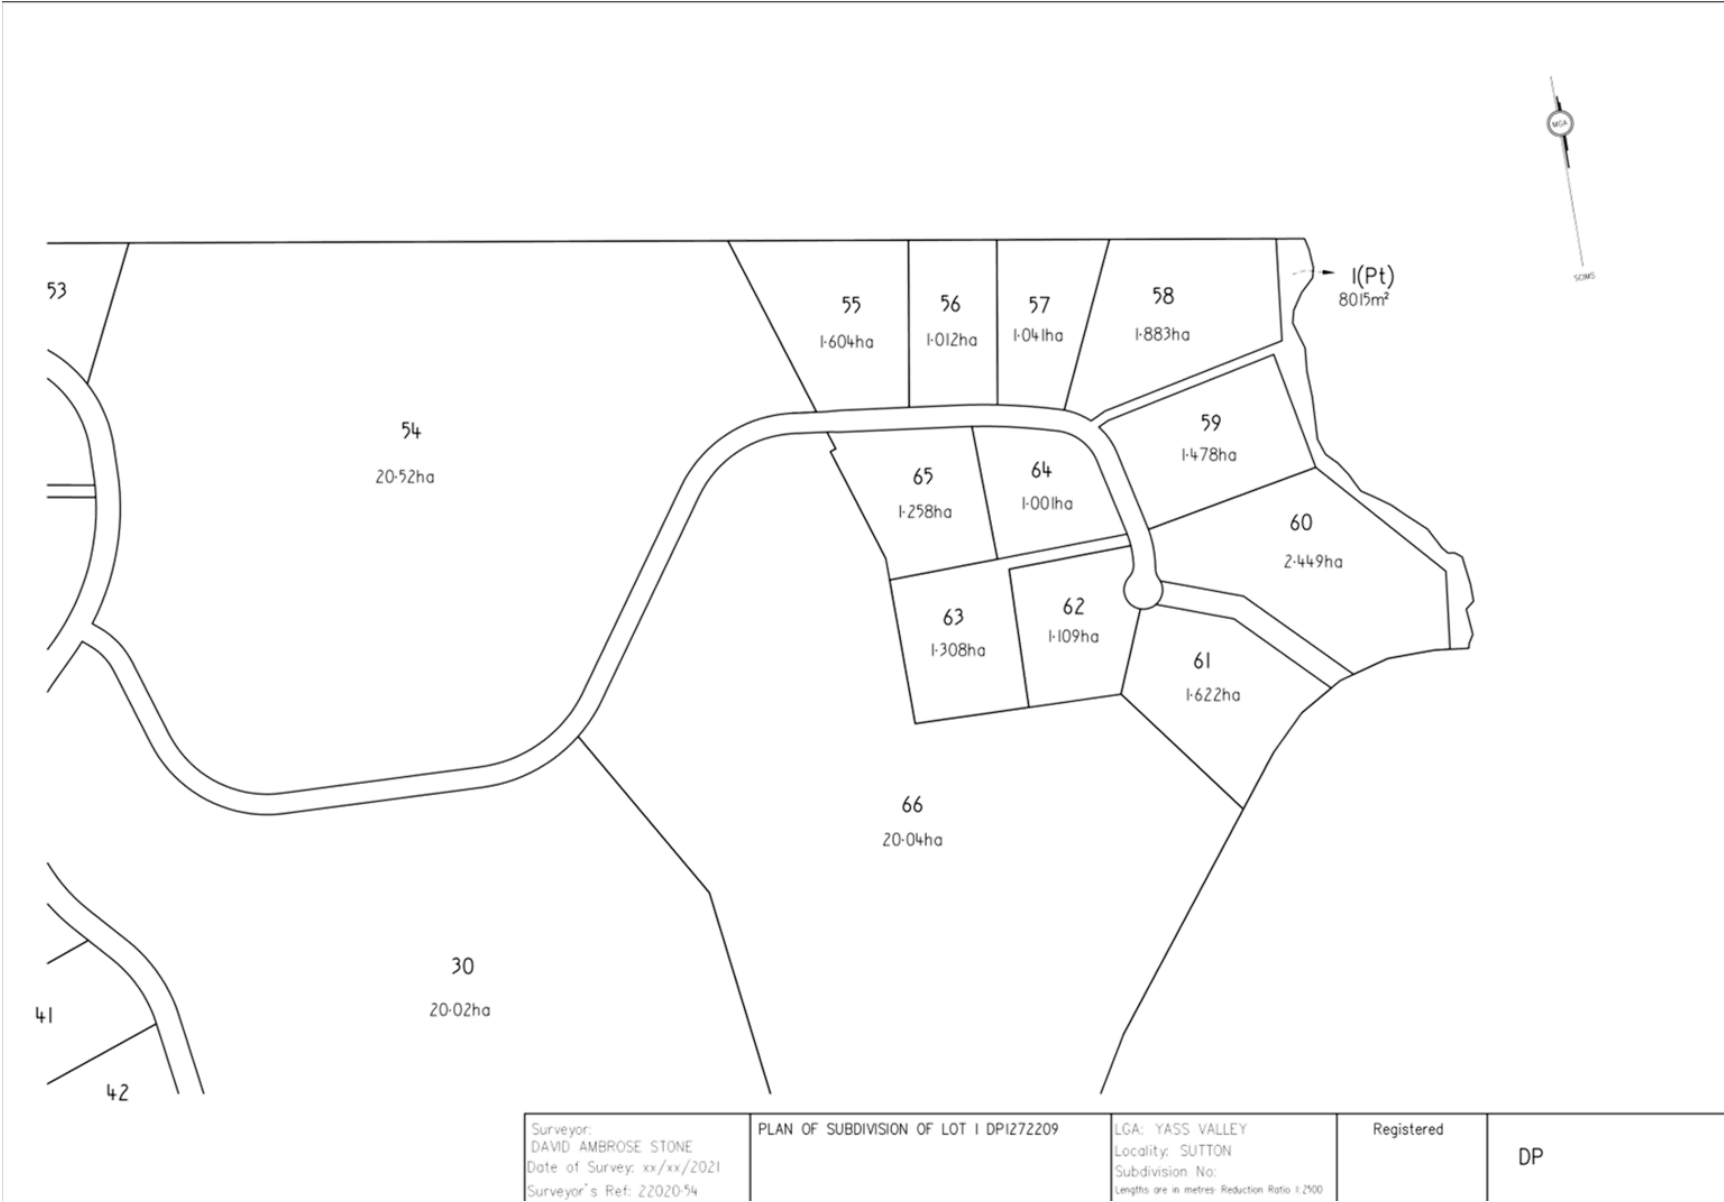 MGA
53
1(Pt)
8015m²
55
1·604ha
56
1·012ha
57
1·041ha
58
1·883ha
54
20·52ha
59
1·478ha
65
1·258ha
64
1·001ha
60
2·449ha
63
1·308ha
62
1·109ha
61
1·622ha
66
20·04ha
30
20·02ha
41
42
Surveyor:
DAVID AMBROSE STONE
Date of Survey: xx/xx/2021
Surveyor's Ref: 22020-54
PLAN OF SUBDIVISION OF LOT 1 DP1272209
LGA: YASS VALLEY
Locality: SUTTON
Subdivision No:
Lengths are in metres· Reduction Ratio 1:2500
Registered
DP